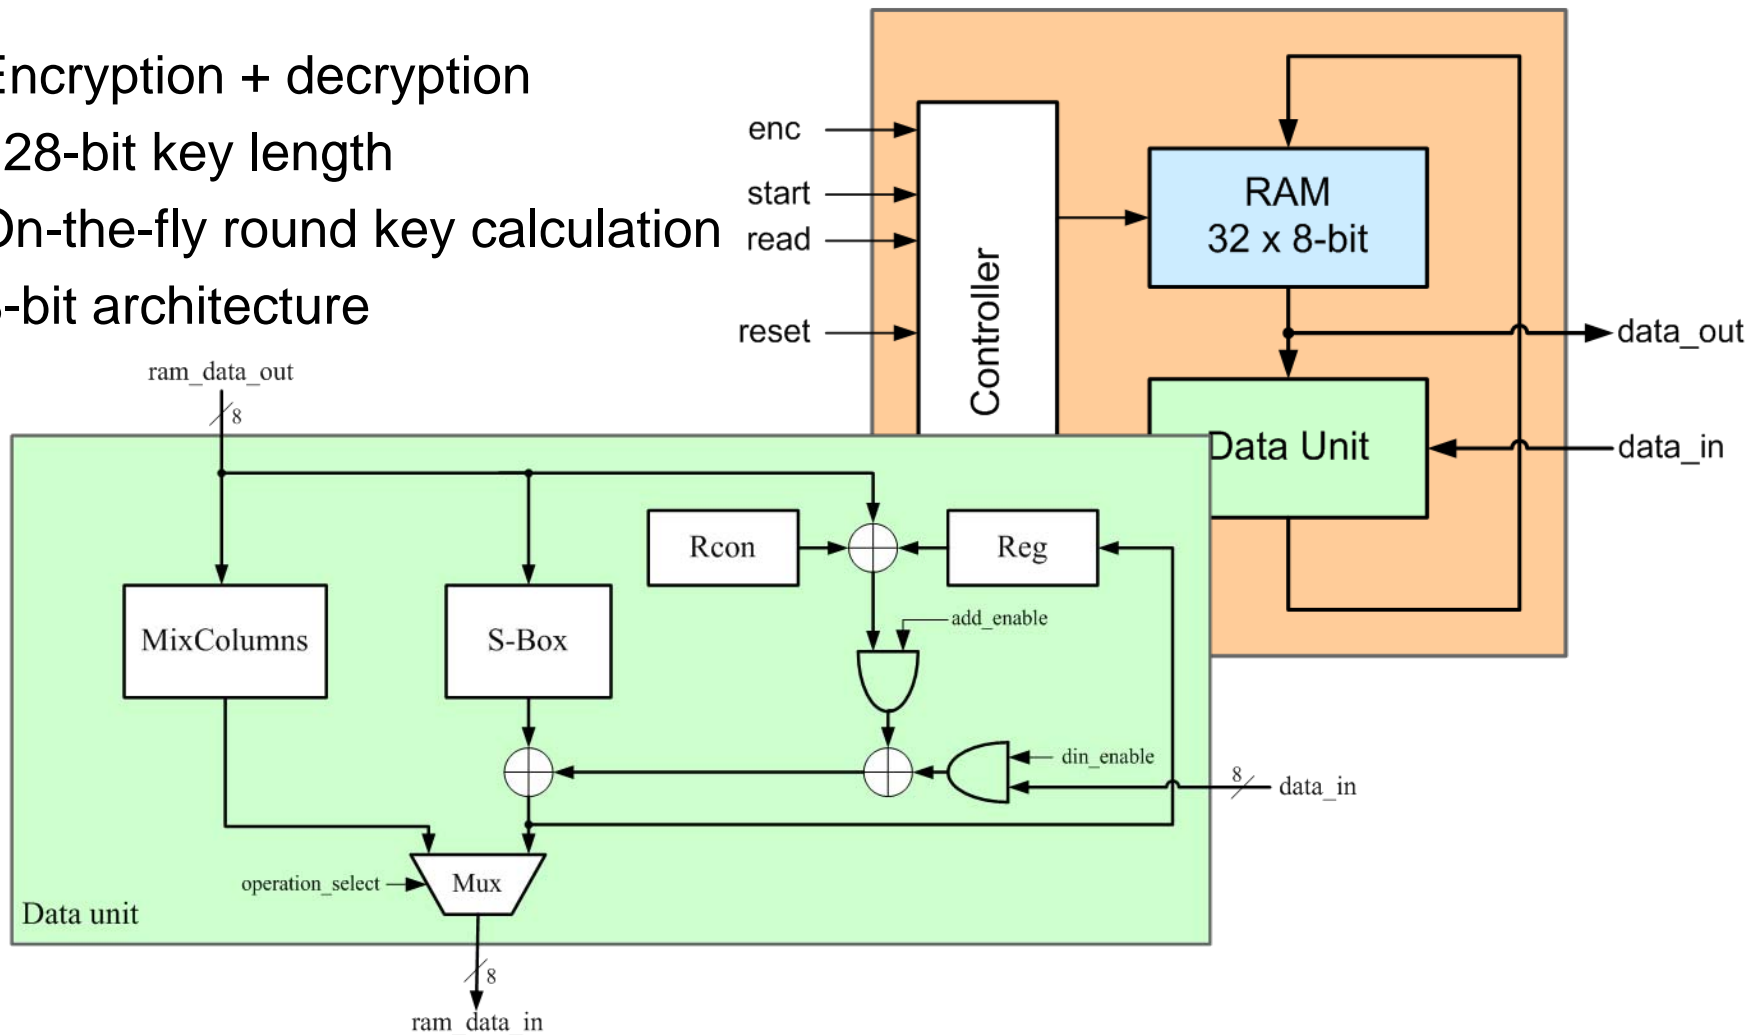 Encryption + decryption
28-bit key length
On-the-fly round key calculation
-bit architecture
enc
start
read
reset
Controller
RAM
32 x 8-bit
data_out
Data Unit
data_in
ram_data_out
8
Rcon
Reg
MixColumns
S-Box
add_enable
din_enable
8
data_in
operation_select
Mux
Data unit
8
ram_data_in